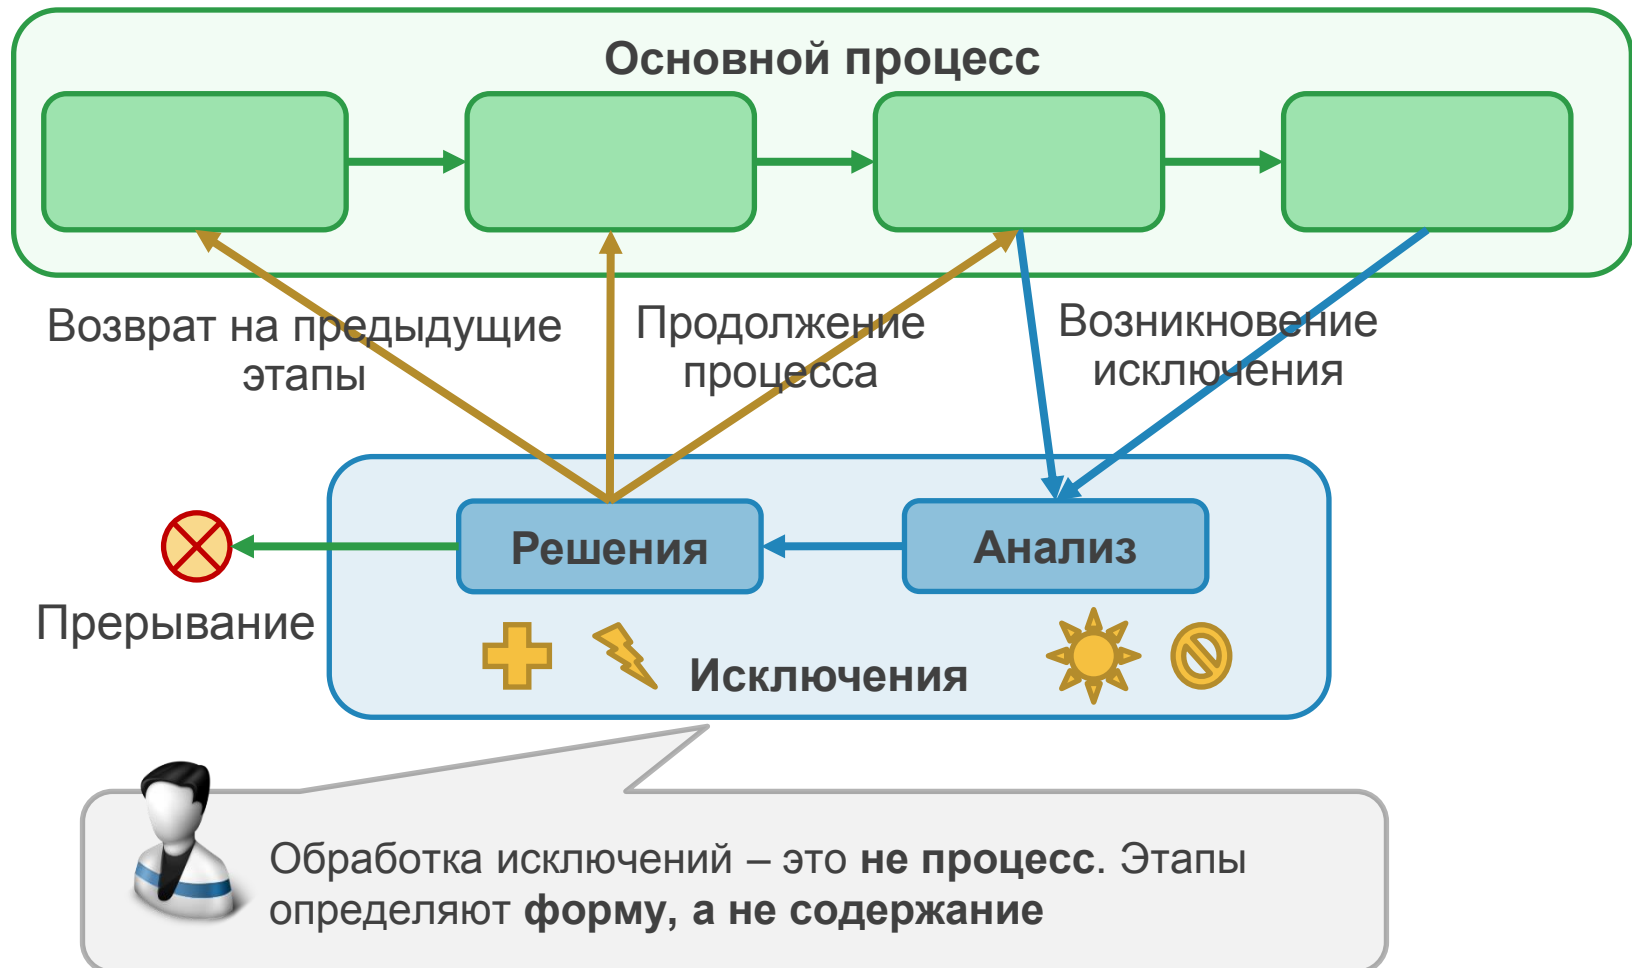 Основной процесс
Возврат на предыдущие
этапы
Продолжение
процесса
Возникновение
исключения
Решения
Анализ
Прерывание
Исключения
Обработка исключений – это не процесс. Этапы
определяют форму, а не содержание